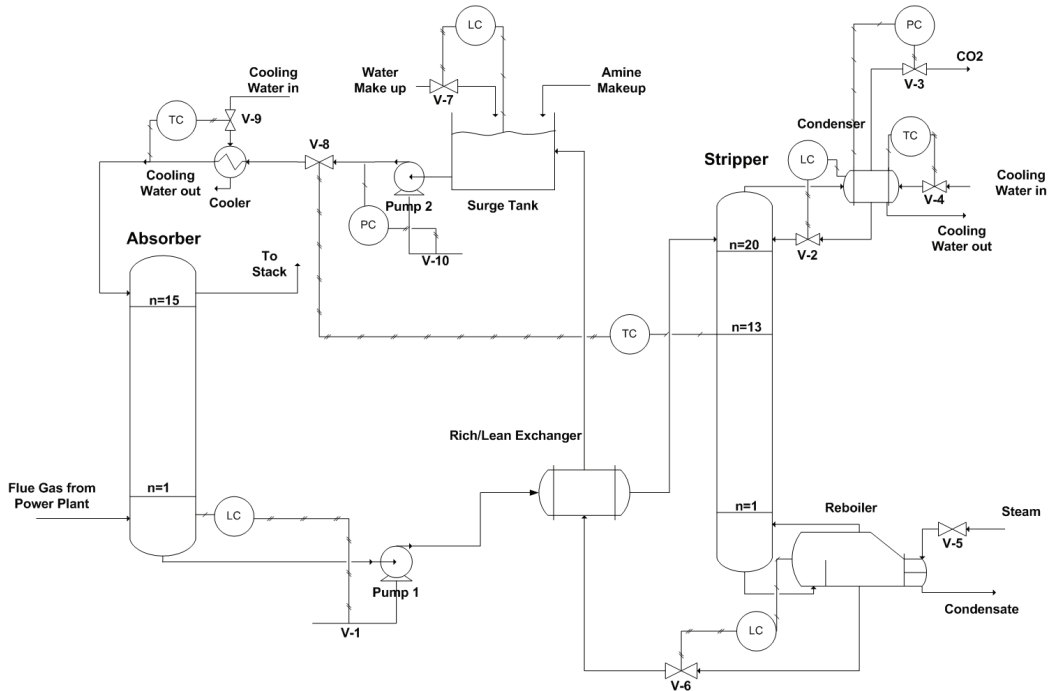 LC
PC
Cooling
Water in
Water
Make up
Amine
Makeup
CO2
V-3
V-7
TC
V-9
V-8
Condenser
TC
LC
Stripper
Cooling
Water out
Cooler
Pump 2
Surge Tank
Cooling
Water in
V-4
PC
V-10
V-2
Cooling
Water out
Absorber
To
Stack
n=20
n=15
TC
n=13
Rich/Lean Exchanger
Flue Gas from
Power Plant
n=1
LC
n=1
Reboiler
Steam
V-5
Pump 1
Condensate
V-1
LC
V-6